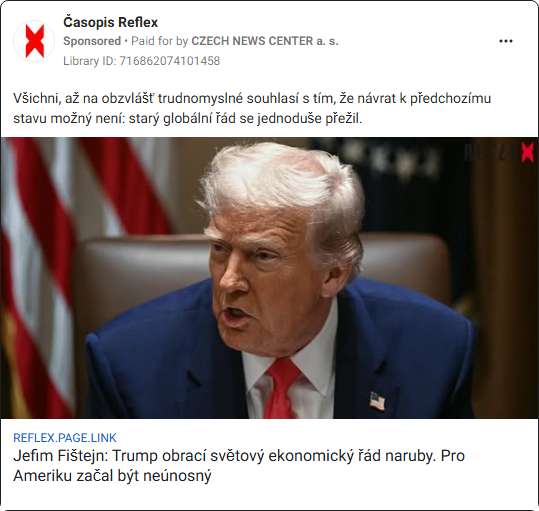 Časopis Reflex
Sponsored • Paid for by CZECH NEWS CENTER a. s.
Library ID: 716862074101458
Všichni, až na obzvlášť trudnomyslné souhlasí s tím, že návrat k předchozímu
stavu možný není: starý globální řád se jednoduše přežil.
REFLEX.PAGE.LINK
Jefim Fištejn: Trump obrací světový ekonomický řád naruby. Pro
Ameriku začal být neúnosný